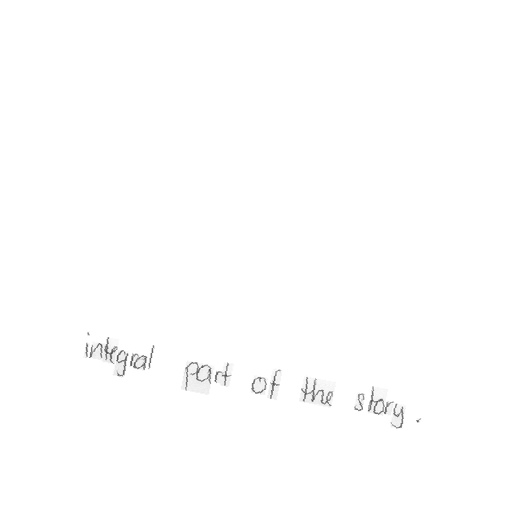 integral part of the story.